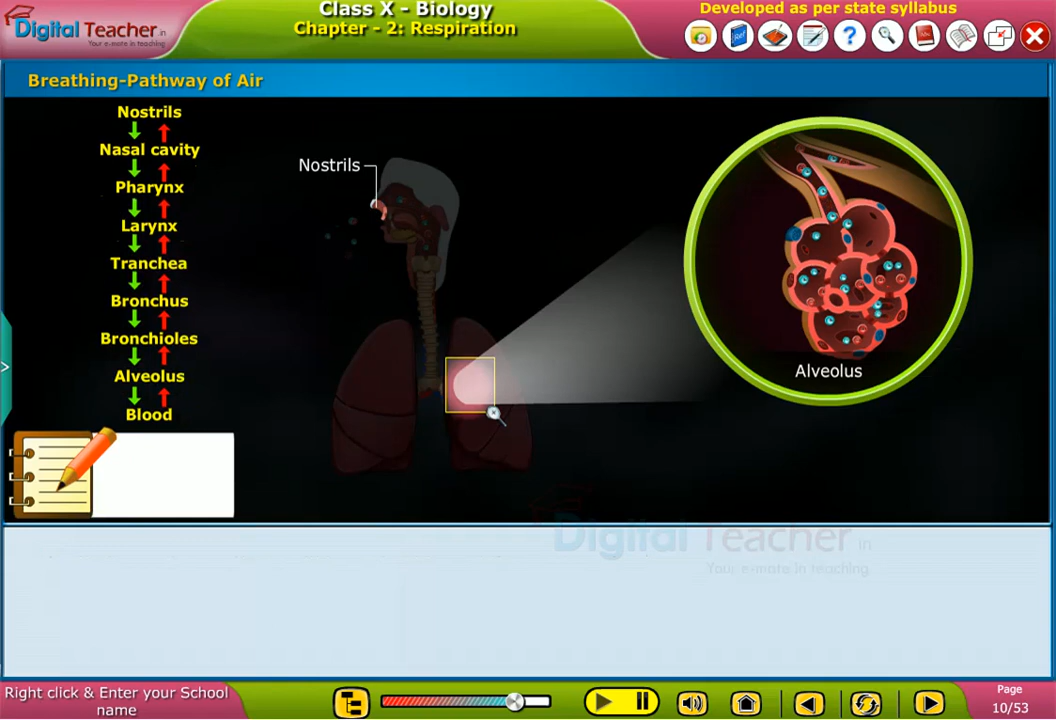 Digital Teacher.in
Your e-mate in teaching
Class X - Biology
Chapter - 2: Respiration
Developed as per state syllabus
Breathing-Pathway of Air
Nostrils
Nasal cavity
Pharynx
Larynx
Tranchea
Bronchus
Bronchioles
Alveolus
Blood
Nostrils
Alveolus
Digital Teacher.in
Your e-mate in teaching
Right click & Enter your School
name
Page
10/53